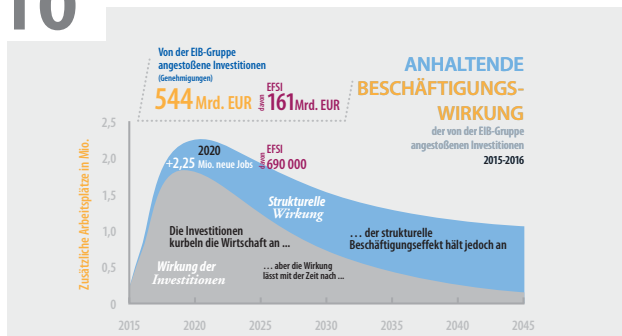 10
Von der EIB-Gruppe
angestoßene Investitionen
(Genehmigungen)
544 Mrd. EUR
davon
EFSI
161 Mrd. EUR
ANHALTENDE
BESCHÄFTIGUNGS-
WIRKUNG
der von der EIB-Gruppe
angestoßenen Investitionen
2015-2016
Zusätzliche Arbeitsplätze in Mio.
2,5
2,0
1,5
1,0
0,5
0
2020
+2,25 Mio. neue Jobs
davon
EFSI
690 000
Strukturelle
Wirkung
Die Investitionen
kurbeln die Wirtschaft an ...
... der strukturelle
Beschäftigungseffekt hält jedoch an
Wirkung der
Investitionen
... aber die Wirkung
lässt mit der Zeit nach ...
2015 2020 2025 2030 2035 2040 2045